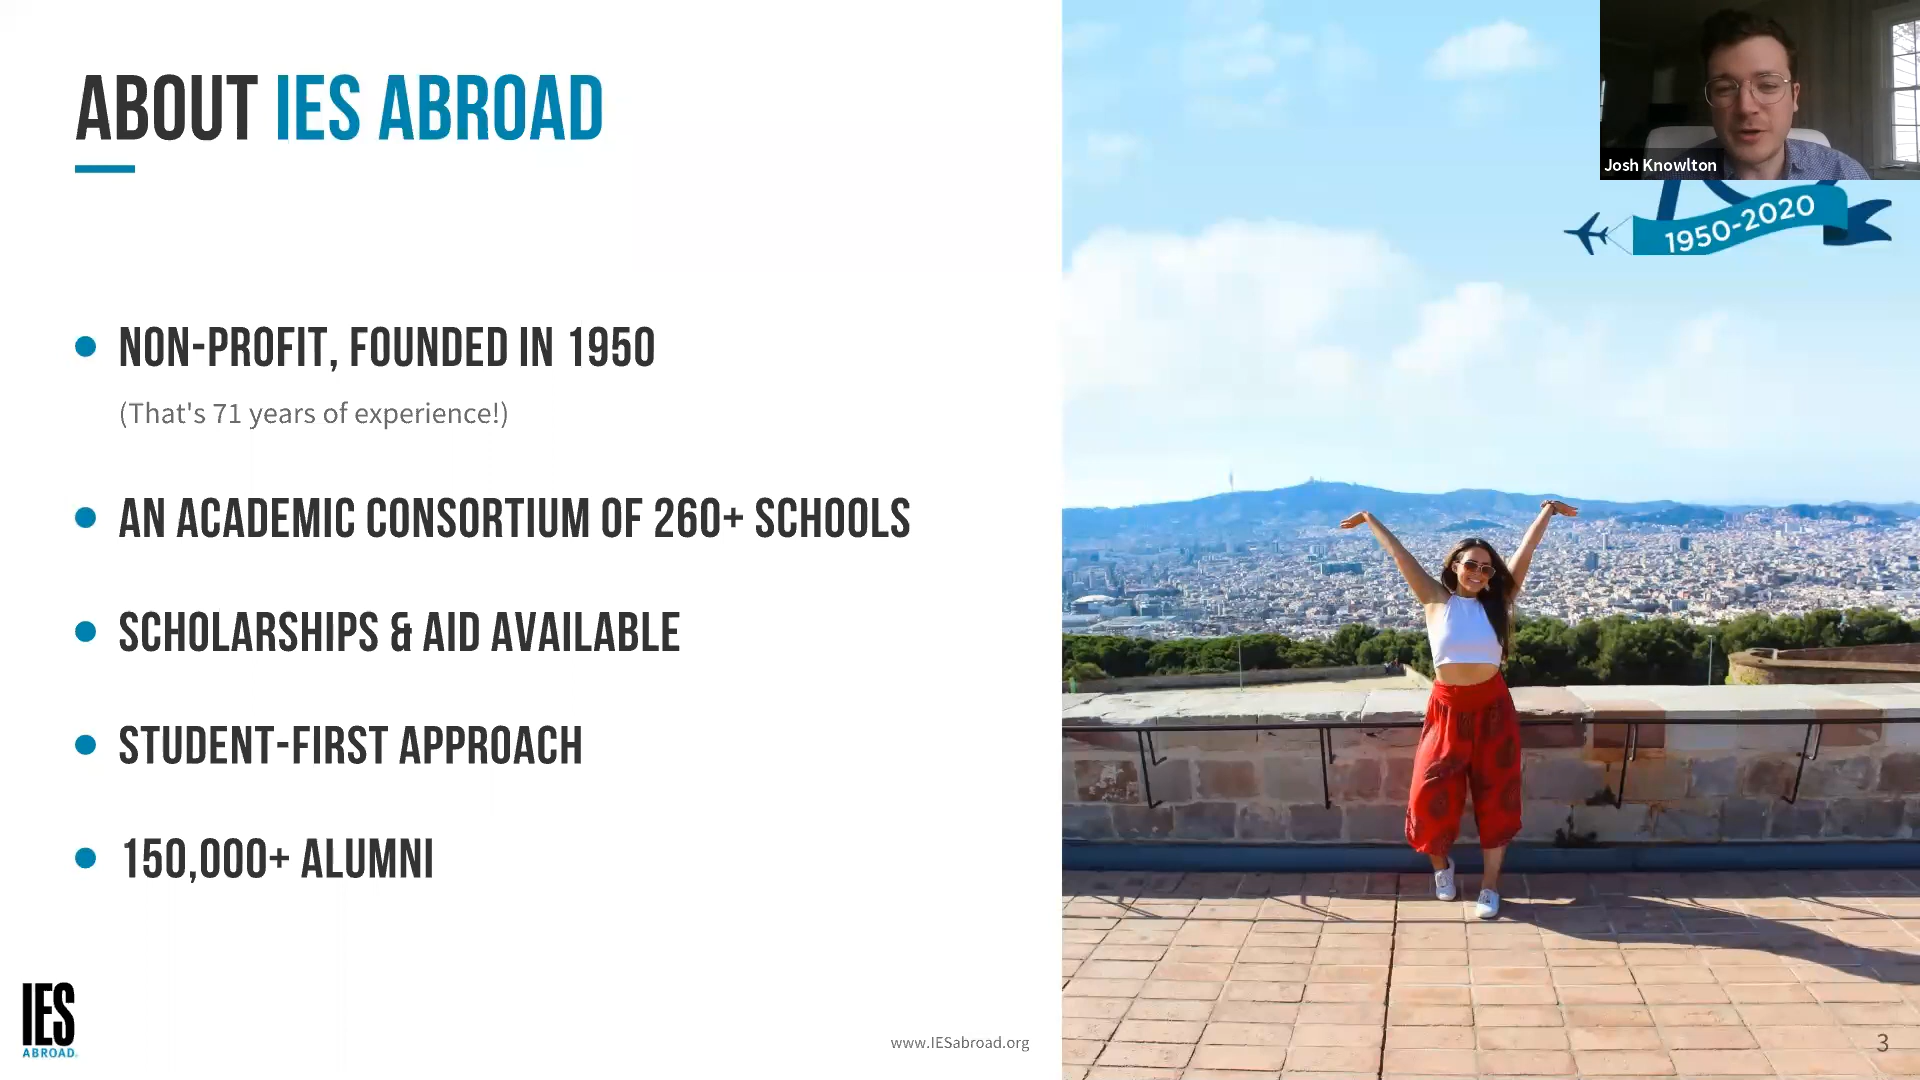 ABOUT IES ABROAD
NON-PROFIT, FOUNDED IN 1950
(That's 71 years of experience!)
AN ACADEMIC CONSORTIUM OF 260+ SCHOOLS
SCHOLARSHIPS & AID AVAILABLE
STUDENT-FIRST APPROACH
150,000+ ALUMNI
IES
ABROAD
www.IESabroad.org
Josh Knowlton
1950-2020
3